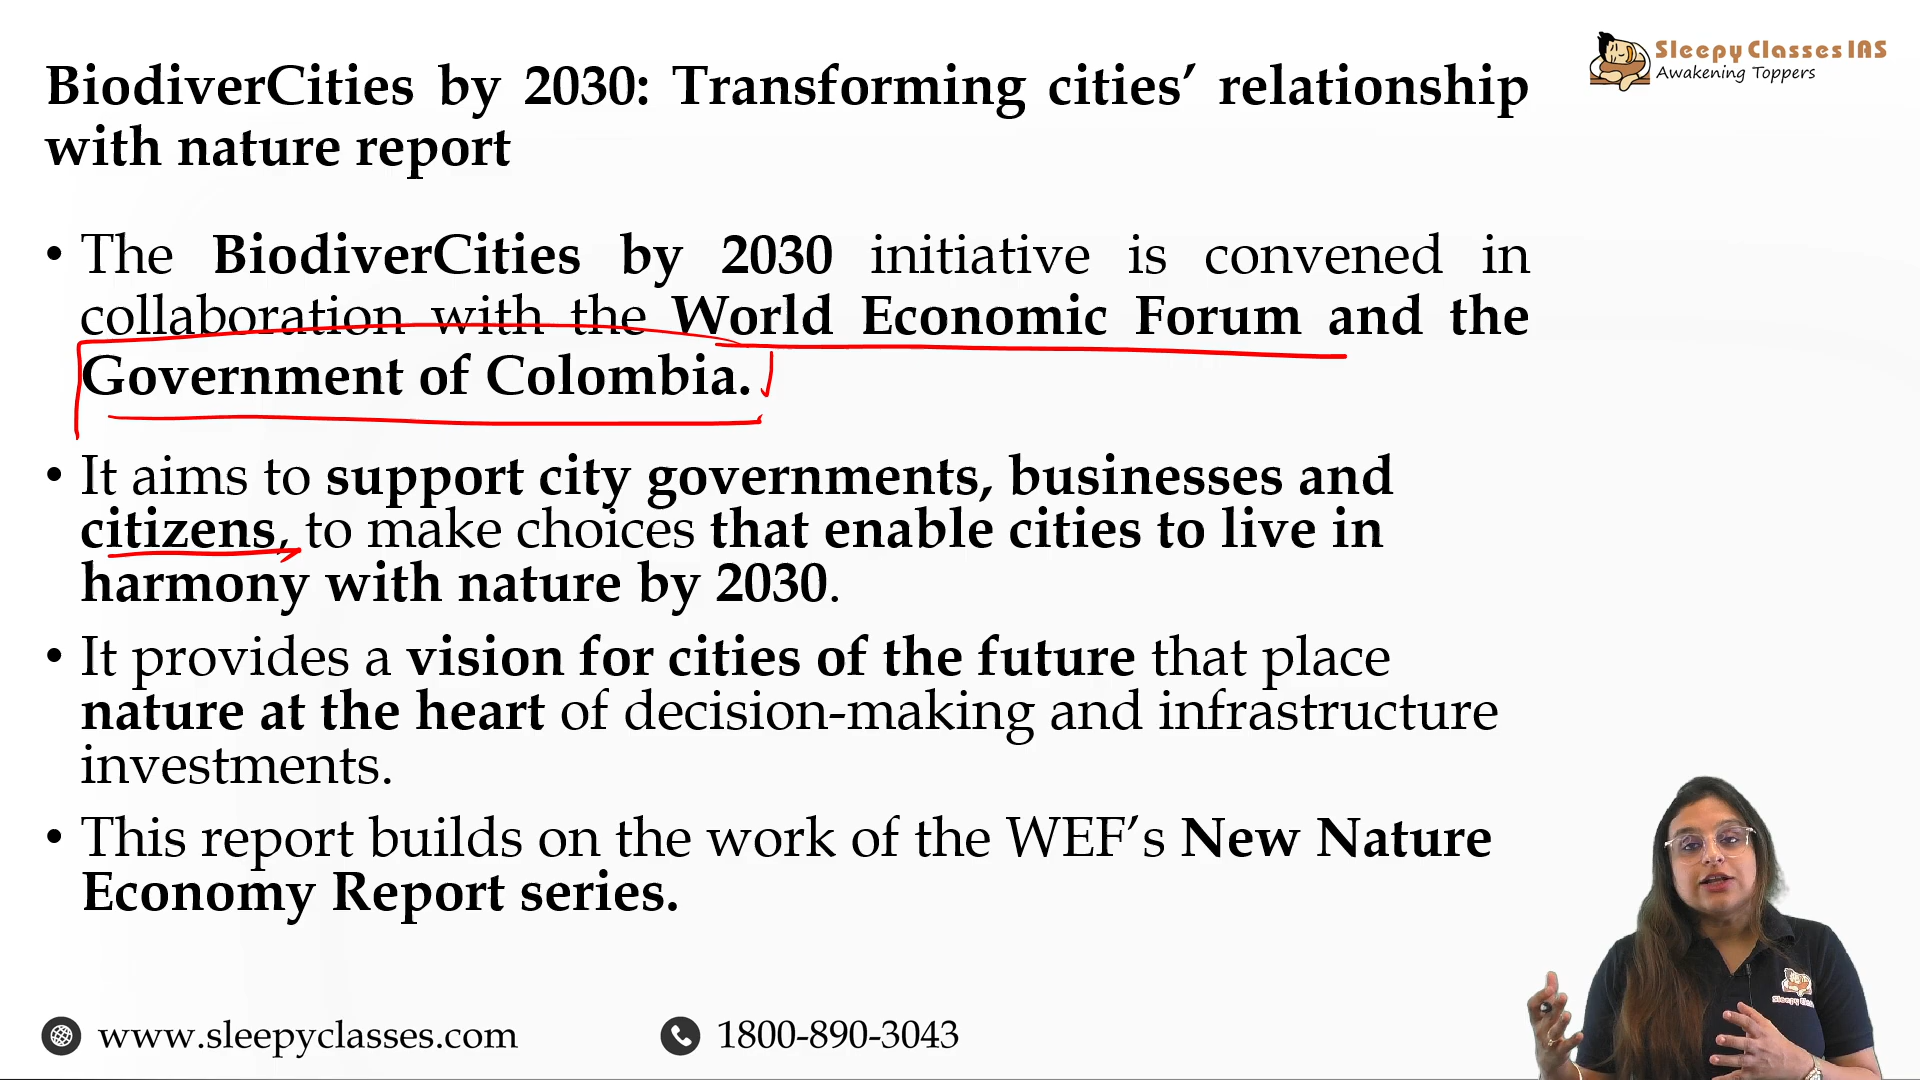 BiodiverCities by 2030: Transforming cities’ relationship
with nature report
Sleepy Classes IAS
Awakening Toppers
• The BiodiverCities by 2030 initiative is convened in
collaboration with the World Economic Forum and the
Government of Colombia.
• It aims to support city governments, businesses and
citizens, to make choices that enable cities to live in
harmony with nature by 2030.
• It provides a vision for cities of the future that place
nature at the heart of decision-making and infrastructure
investments.
• This report builds on the work of the WEF’s New Nature
Economy Report series.
www.sleepyclasses.com
1800-890-3043